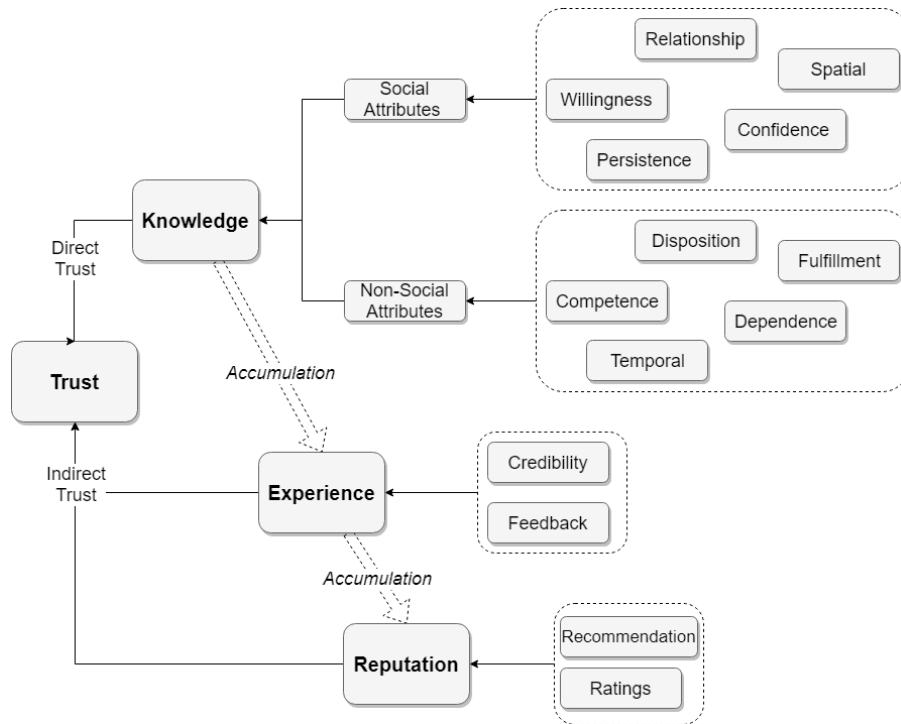 Relationship
Spatial
Social
Attributes
Willingness
Confidence
Persistence
Knowledge
Direct
Trust
Disposition
Fulfillment
Non-Social
Attributes
Competence
Dependence
Temporal
Trust
Accumulation
Indirect
Trust
Experience
Credibility
Feedback
Accumulation
Reputation
Recommendation
Ratings